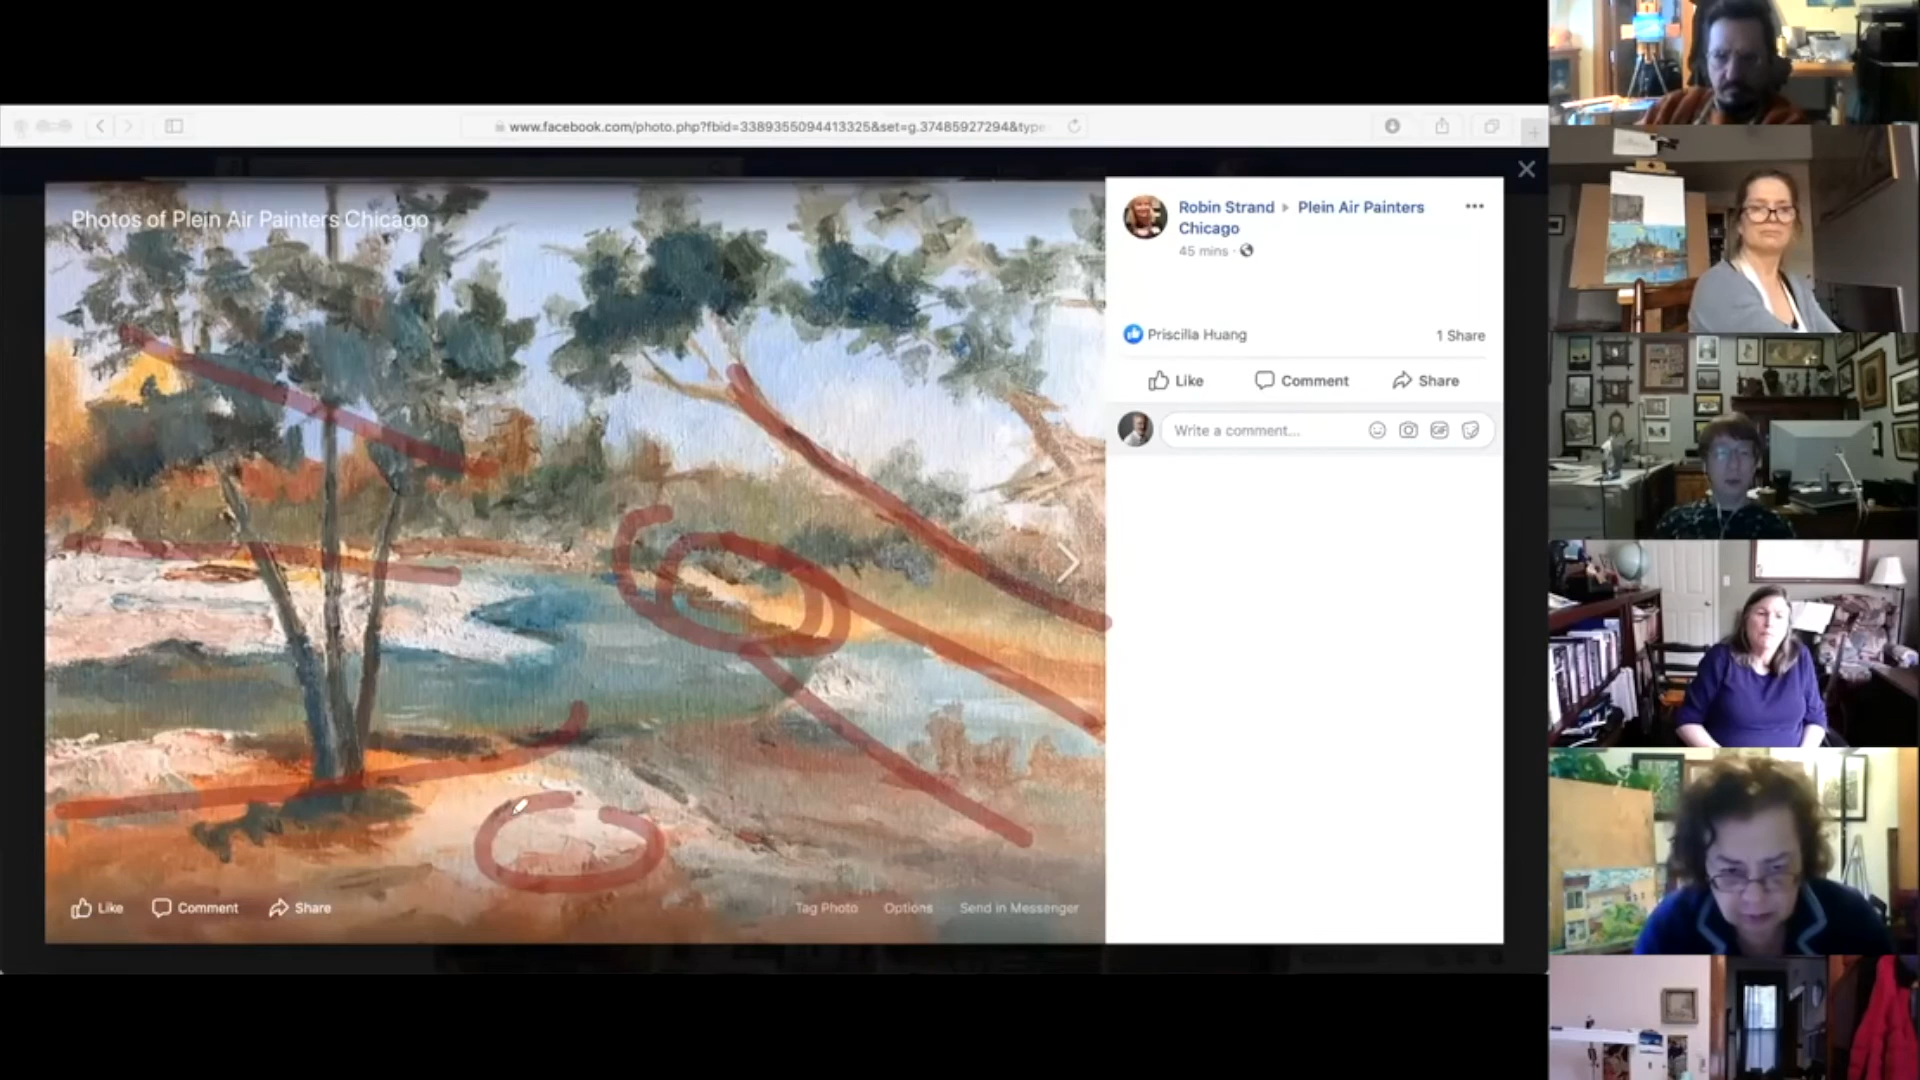 www.facebook.com/photo.php?fbid=3389355094413325&set=g.37485927294&type
Photos of Plein Air Painters Chicago
Robin Strand ▸ Plein Air Painters
Chicago
45 mins ·
Priscilla Huang
1 Share
Like
Comment
Share
Write a comment...
GIF
Like
Comment
Share
Tag Photo
Options
Send in Messenger